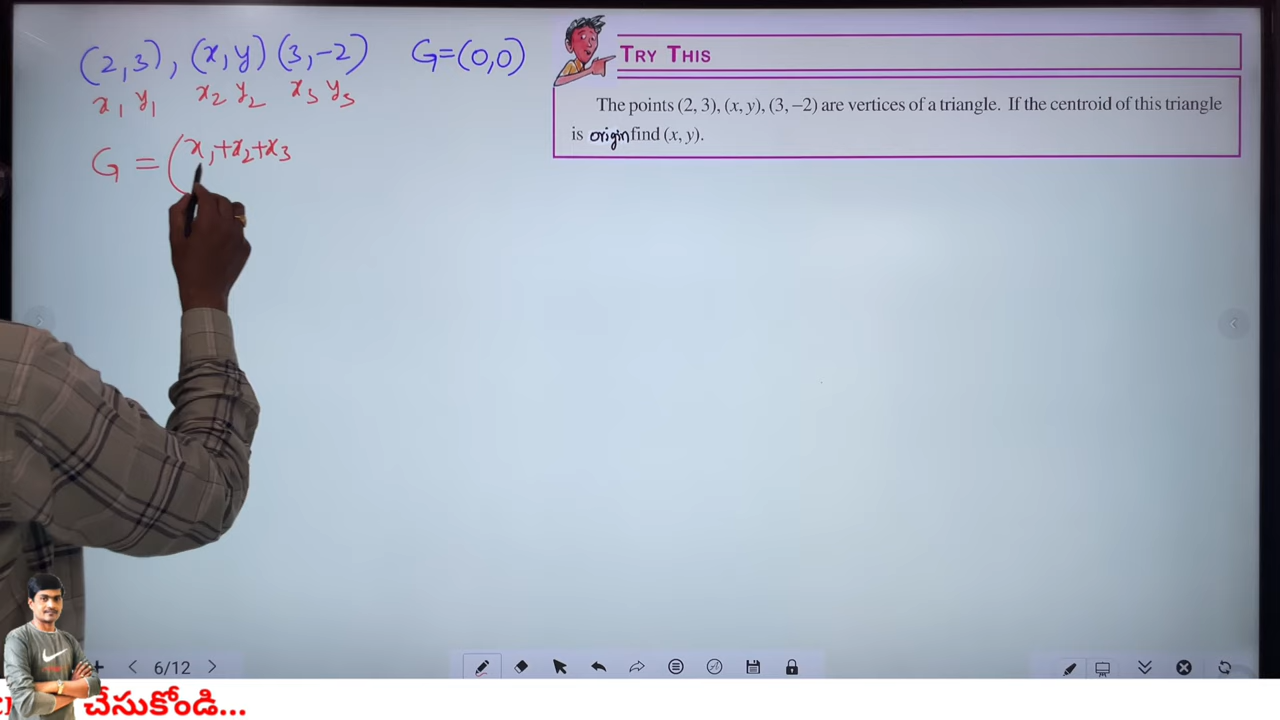 (2,3), (x,y) (3,-2) G=(0,0)
x₁ y₁ x₂ y₂ x₃ y₃
G = (x₁+x₂+x₃
TRY THIS
The points (2, 3), (x, y), (3, −2) are vertices of a triangle. If the centroid of this triangle
is origin find (x, y).
6/12
చేసుకోండి...